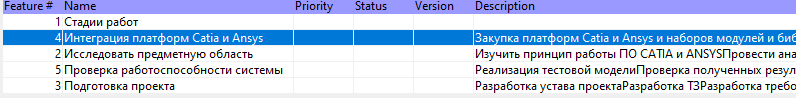 Feature # Name Priority Status Version Description
1 Стадии работ
4 Интеграция платформ Catia и Ansys Закупка платформ Catia и Ansys и наборов модулей и биб
2 Исследовать предметную область Изучить принцип работы ПО CATIA и ANSYSПровести ана
5 Проверка работоспособности системы Реализация тестовой моделиПроверка полученных резул
3 Подготовка проекта Разработка устава проектаРазработка ТЗРазработка требо